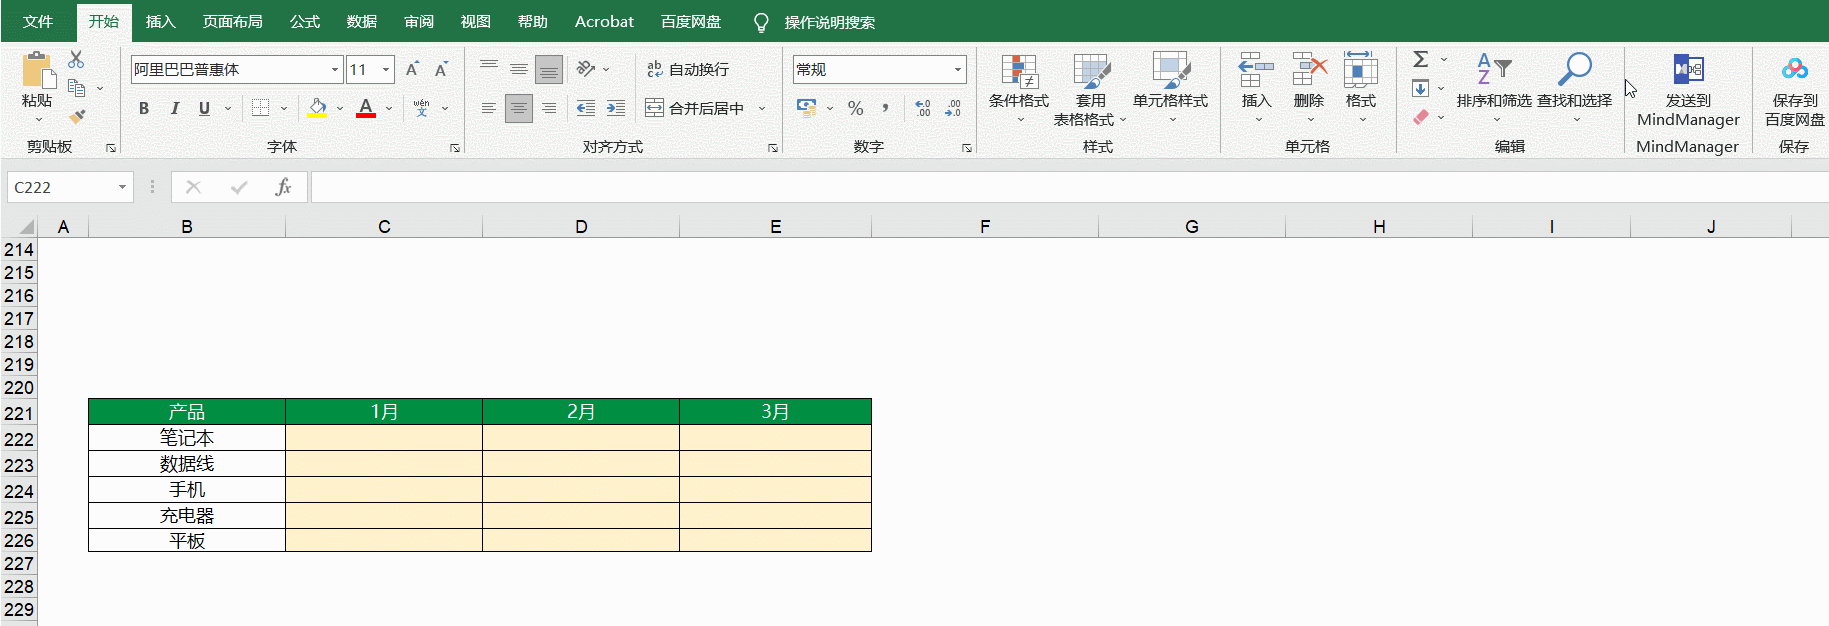 文件 开始 插入 页面布局 公式 数据 审阅 视图 帮助 Acrobat 百度网盘 操作说明搜索
阿里巴巴普惠体 11 A A ab c 自动换行 常规
粘贴 条件格式 套用 单元格样式 插入 删除 格式 排序和筛选 查找和选择 发送到 保存到
B I U A wén 文 合并后居中 % , .00 表格格式 MindManager 百度网盘
剪贴板 字体 对齐方式 数字 样式 单元格 编辑 MindManager 保存
C222 fx
A B C D E F G H I J
214
215
216
217
218
219
220
221 产品 1月 2月 3月
222 笔记本
223 数据线
224 手机
225 充电器
226 平板
227
228
229